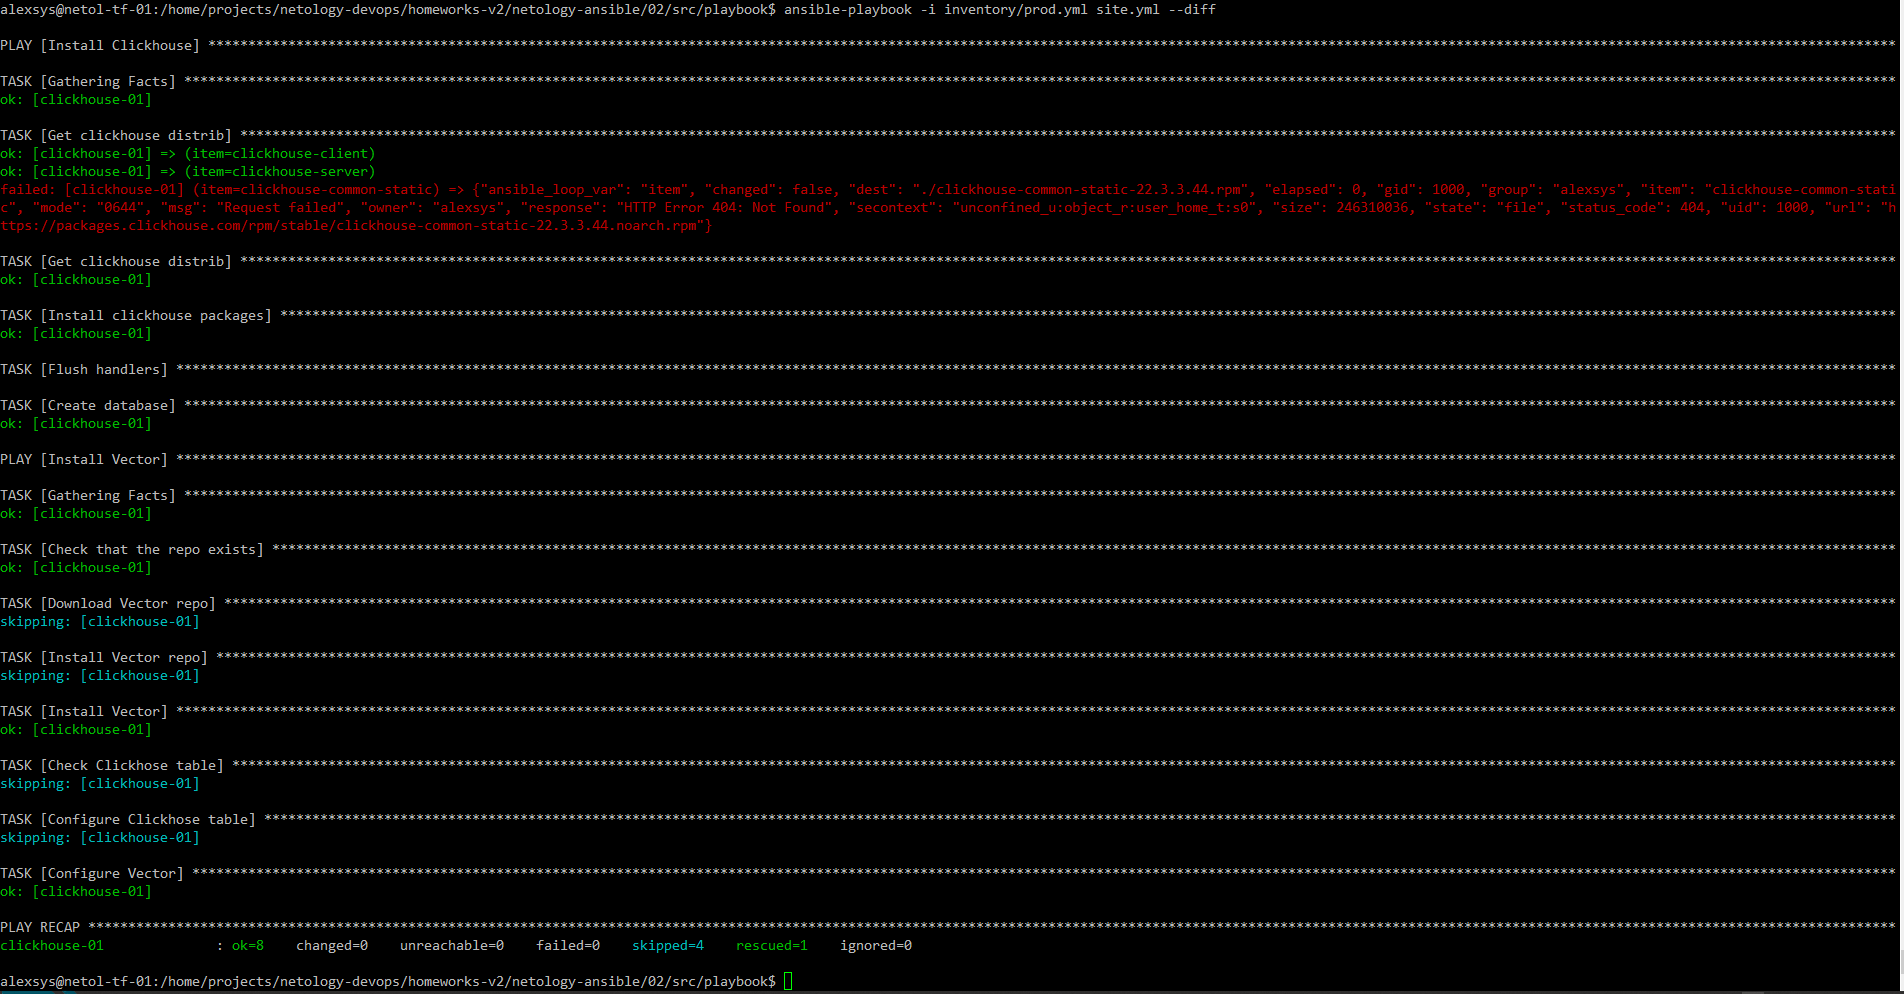 alexsys@netol-tf-01:/home/projects/netology-devops/homeworks-v2/netology-ansible/02/src/playbook$ ansible-playbook -i inventory/prod.yml site.yml --diff
PLAY [Install Clickhouse] ***
TASK [Gathering Facts] ***
ok: [clickhouse-01]
TASK [Get clickhouse distrib] ***
ok: [clickhouse-01] => (item=clickhouse-client)
ok: [clickhouse-01] => (item=clickhouse-server)
failed: [clickhouse-01] (item=clickhouse-common-static) => {"ansible_loop_var": "item", "changed": false, "dest": "./clickhouse-common-static-22.3.3.44.rpm", "elapsed": 0, "gid": 1000, "group": "alexsys", "item": "clickhouse-common-stati
c", "mode": "0644", "msg": "Request failed", "owner": "alexsys", "response": "HTTP Error 404: Not Found", "secontext": "unconfined_u:object_r:user_home_t:s0", "size": 246310036, "state": "file", "status_code": 404, "uid": 1000, "url": "h
ttps://packages.clickhouse.com/rpm/stable/clickhouse-common-static-22.3.3.44.noarch.rpm"}
TASK [Get clickhouse distrib] ***
ok: [clickhouse-01]
TASK [Install clickhouse packages] ***
ok: [clickhouse-01]
TASK [Flush handlers] ***
TASK [Create database] ***
ok: [clickhouse-01]
PLAY [Install Vector] ***
TASK [Gathering Facts] ***
ok: [clickhouse-01]
TASK [Check that the repo exists] ***
ok: [clickhouse-01]
TASK [Download Vector repo] ***
skipping: [clickhouse-01]
TASK [Install Vector repo] ***
skipping: [clickhouse-01]
TASK [Install Vector] ***
ok: [clickhouse-01]
TASK [Check Clickhose table] ***
skipping: [clickhouse-01]
TASK [Configure Clickhose table] ***
skipping: [clickhouse-01]
TASK [Configure Vector] ***
ok: [clickhouse-01]
PLAY RECAP ***
clickhouse-01 : ok=8 changed=0 unreachable=0 failed=0 skipped=4 rescued=1 ignored=0
alexsys@netol-tf-01:/home/projects/netology-devops/homeworks-v2/netology-ansible/02/src/playbook$